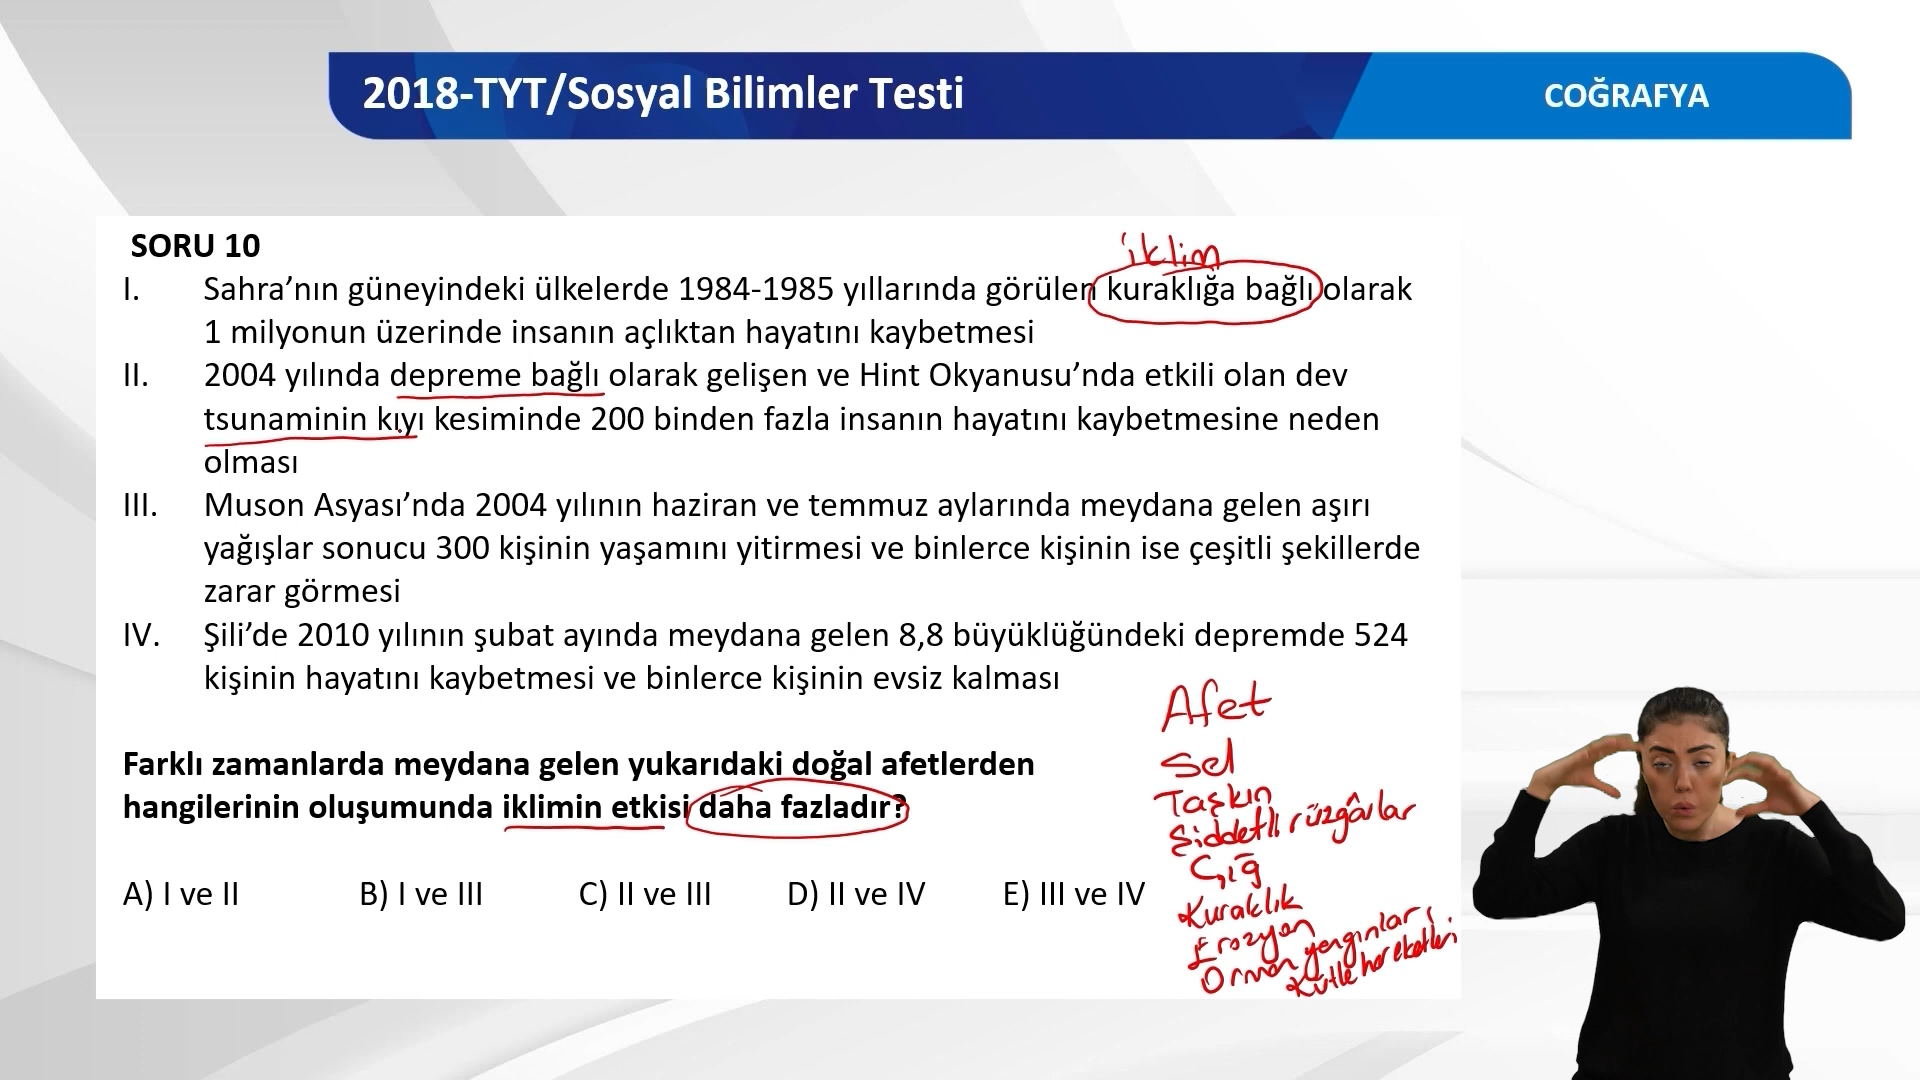 2018-TYT/Sosyal Bilimler Testi
COĞRAFYA
SORU 10
iklim
I. Sahra’nın güneyindeki ülkelerde 1984-1985 yıllarında görülen kuraklığa bağlı olarak
1 milyonun üzerinde insanın açlıktan hayatını kaybetmesi
II. 2004 yılında depreme bağlı olarak gelişen ve Hint Okyanusu’nda etkili olan dev
tsunaminin kıyı kesiminde 200 binden fazla insanın hayatını kaybetmesine neden
olması
III. Muson Asyası’nda 2004 yılının haziran ve temmuz aylarında meydana gelen aşırı
yağışlar sonucu 300 kişinin yaşamını yitirmesi ve binlerce kişinin ise çeşitli şekillerde
zarar görmesi
IV. Şili’de 2010 yılının şubat ayında meydana gelen 8,8 büyüklüğündeki depremde 524
kişinin hayatını kaybetmesi ve binlerce kişinin evsiz kalması
Farklı zamanlarda meydana gelen yukarıdaki doğal afetlerden
hangilerinin oluşumunda iklimin etkisi daha fazladır?
A) I ve II B) I ve III C) II ve III D) II ve IV E) III ve IV
Afet
Sel
Taşkın
Şiddetli rüzgârlar
Çığ
Kuraklık
Erozyon
Orman yangınları
Kütle hareketleri